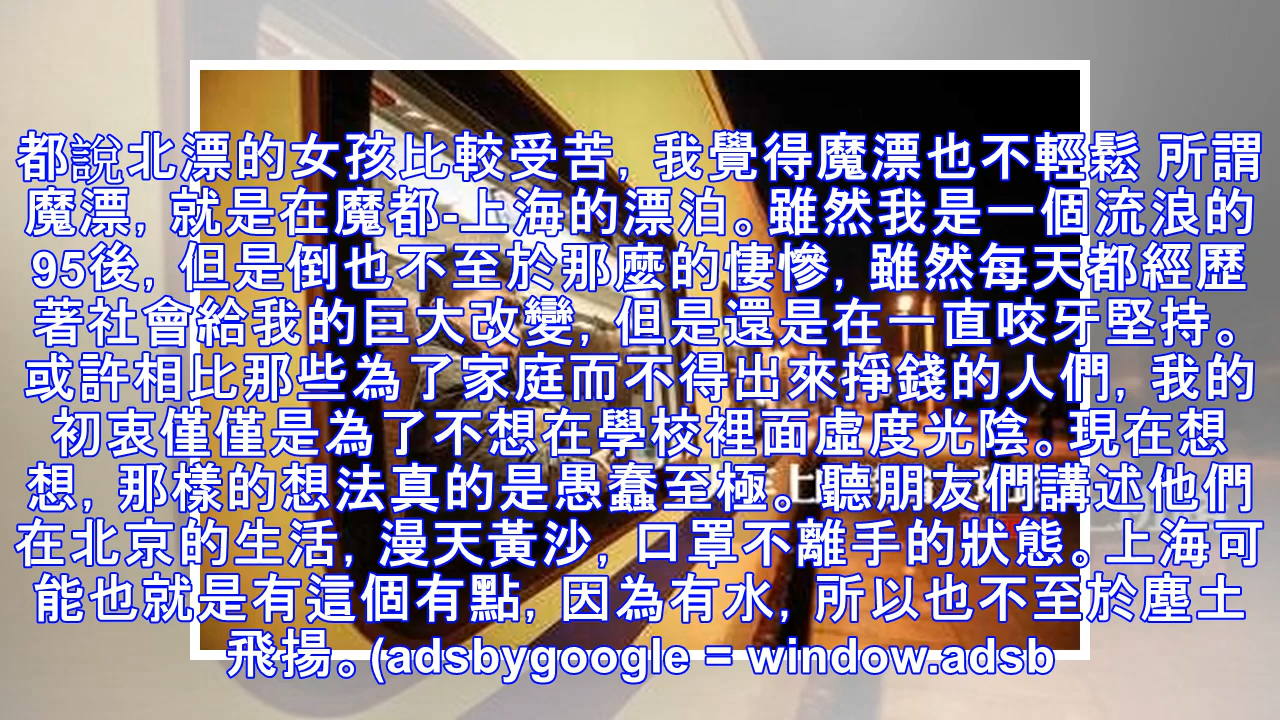 都說北漂的女孩比較受苦, 我覺得魔漂也不輕鬆 所謂
魔漂, 就是在魔都-上海的漂泊。雖然我是一個流浪的
95後, 但是倒也不至於那麼的悽慘, 雖然每天都經歷
著社會給我的巨大改變, 但是還是在一直咬牙堅持。
或許相比那些為了家庭而不得出來掙錢的人們, 我的
初衷僅僅是為了不想在學校裡面虛度光陰。現在想
想, 那樣的想法真的是愚蠢至極。聽朋友們講述他們
在北京的生活, 漫天黃沙, 口罩不離手的狀態。上海可
能也就是有這個有點, 因為有水, 所以也不至於塵土
飛揚。(adsbygoogle = window.adsb